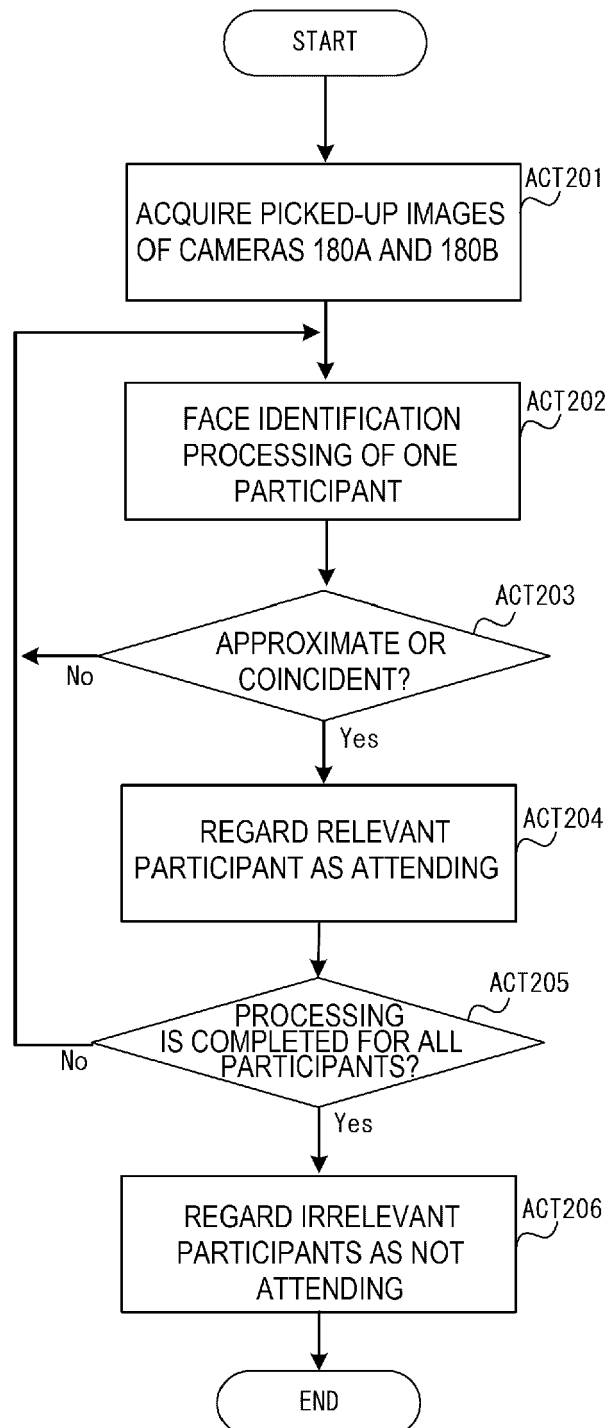 START
ACT201
ACQUIRE PICKED-UP IMAGES
OF CAMERAS 180A AND 180B
ACT202
FACE IDENTIFICATION
PROCESSING OF ONE
PARTICIPANT
ACT203
APPROXIMATE OR
COINCIDENT?
No
Yes
ACT204
REGARD RELEVANT
PARTICIPANT AS ATTENDING
ACT205
PROCESSING
IS COMPLETED FOR ALL
PARTICIPANTS?
No
Yes
ACT206
REGARD IRRELEVANT
PARTICIPANTS AS NOT
ATTENDING
END